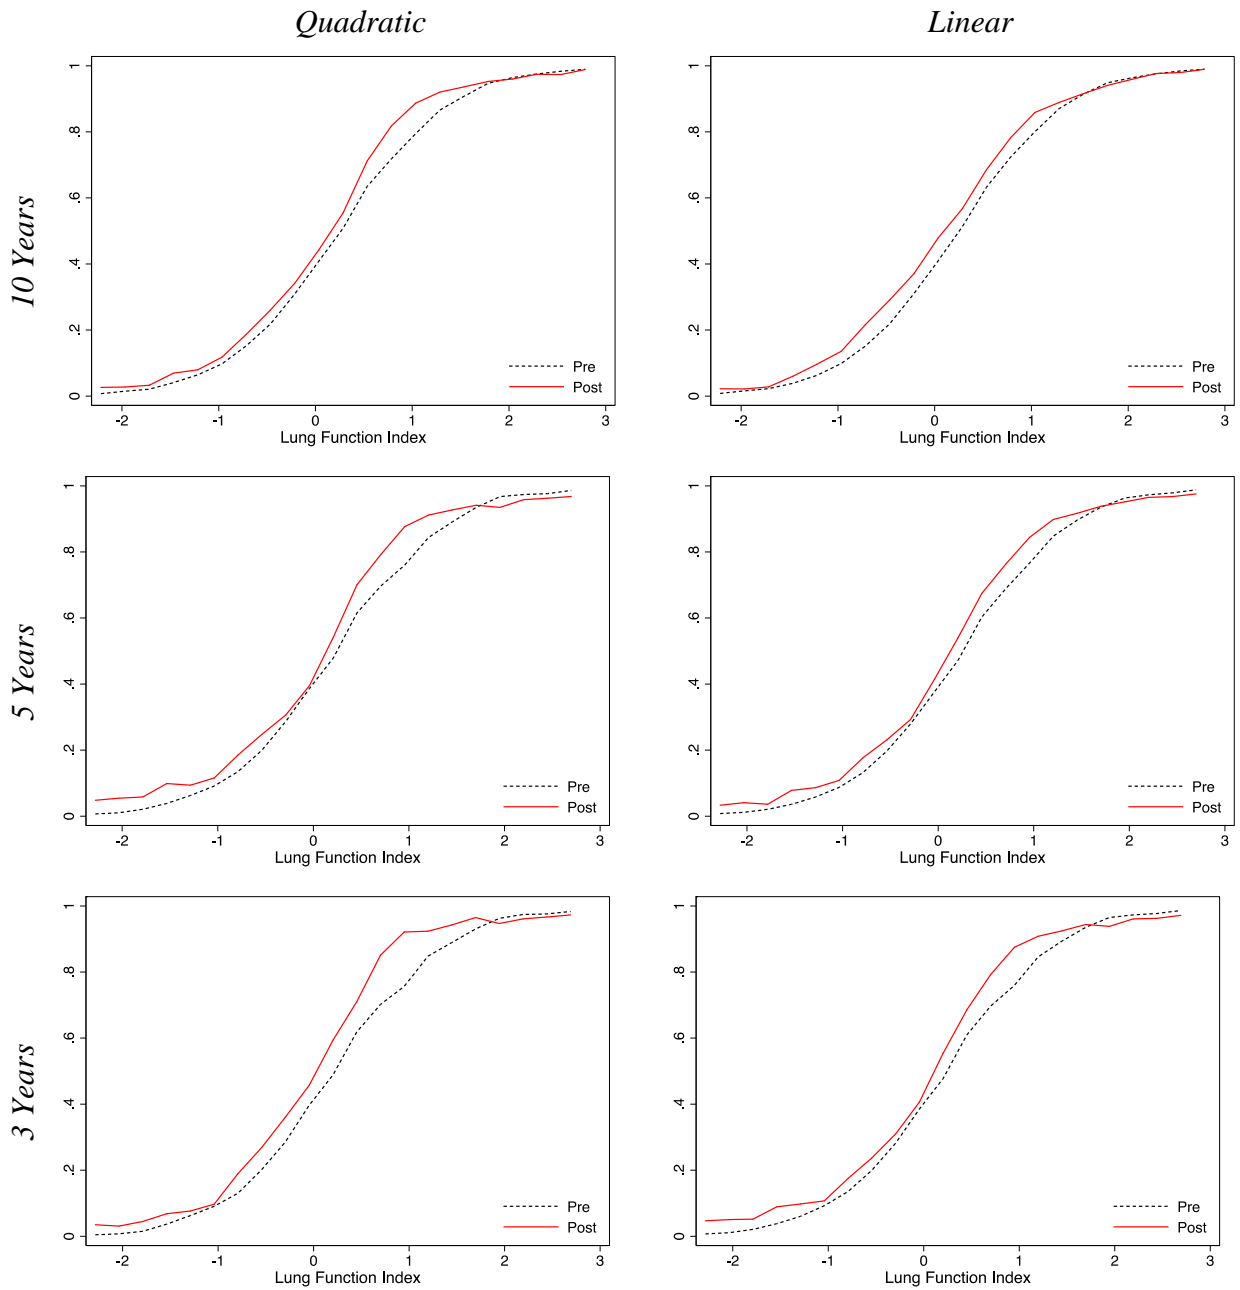 Quadratic
Linear
10 Years
0 .2 .4 .6 .8 1
Pre
Post
-2 -1 0 1 2 3
Lung Function Index
0 .2 .4 .6 .8 1
Pre
Post
-2 -1 0 1 2 3
Lung Function Index
5 Years
0 .2 .4 .6 .8 1
Pre
Post
-2 -1 0 1 2 3
Lung Function Index
0 .2 .4 .6 .8 1
Pre
Post
-2 -1 0 1 2 3
Lung Function Index
3 Years
0 .2 .4 .6 .8 1
Pre
Post
-2 -1 0 1 2 3
Lung Function Index
0 .2 .4 .6 .8 1
Pre
Post
-2 -1 0 1 2 3
Lung Function Index